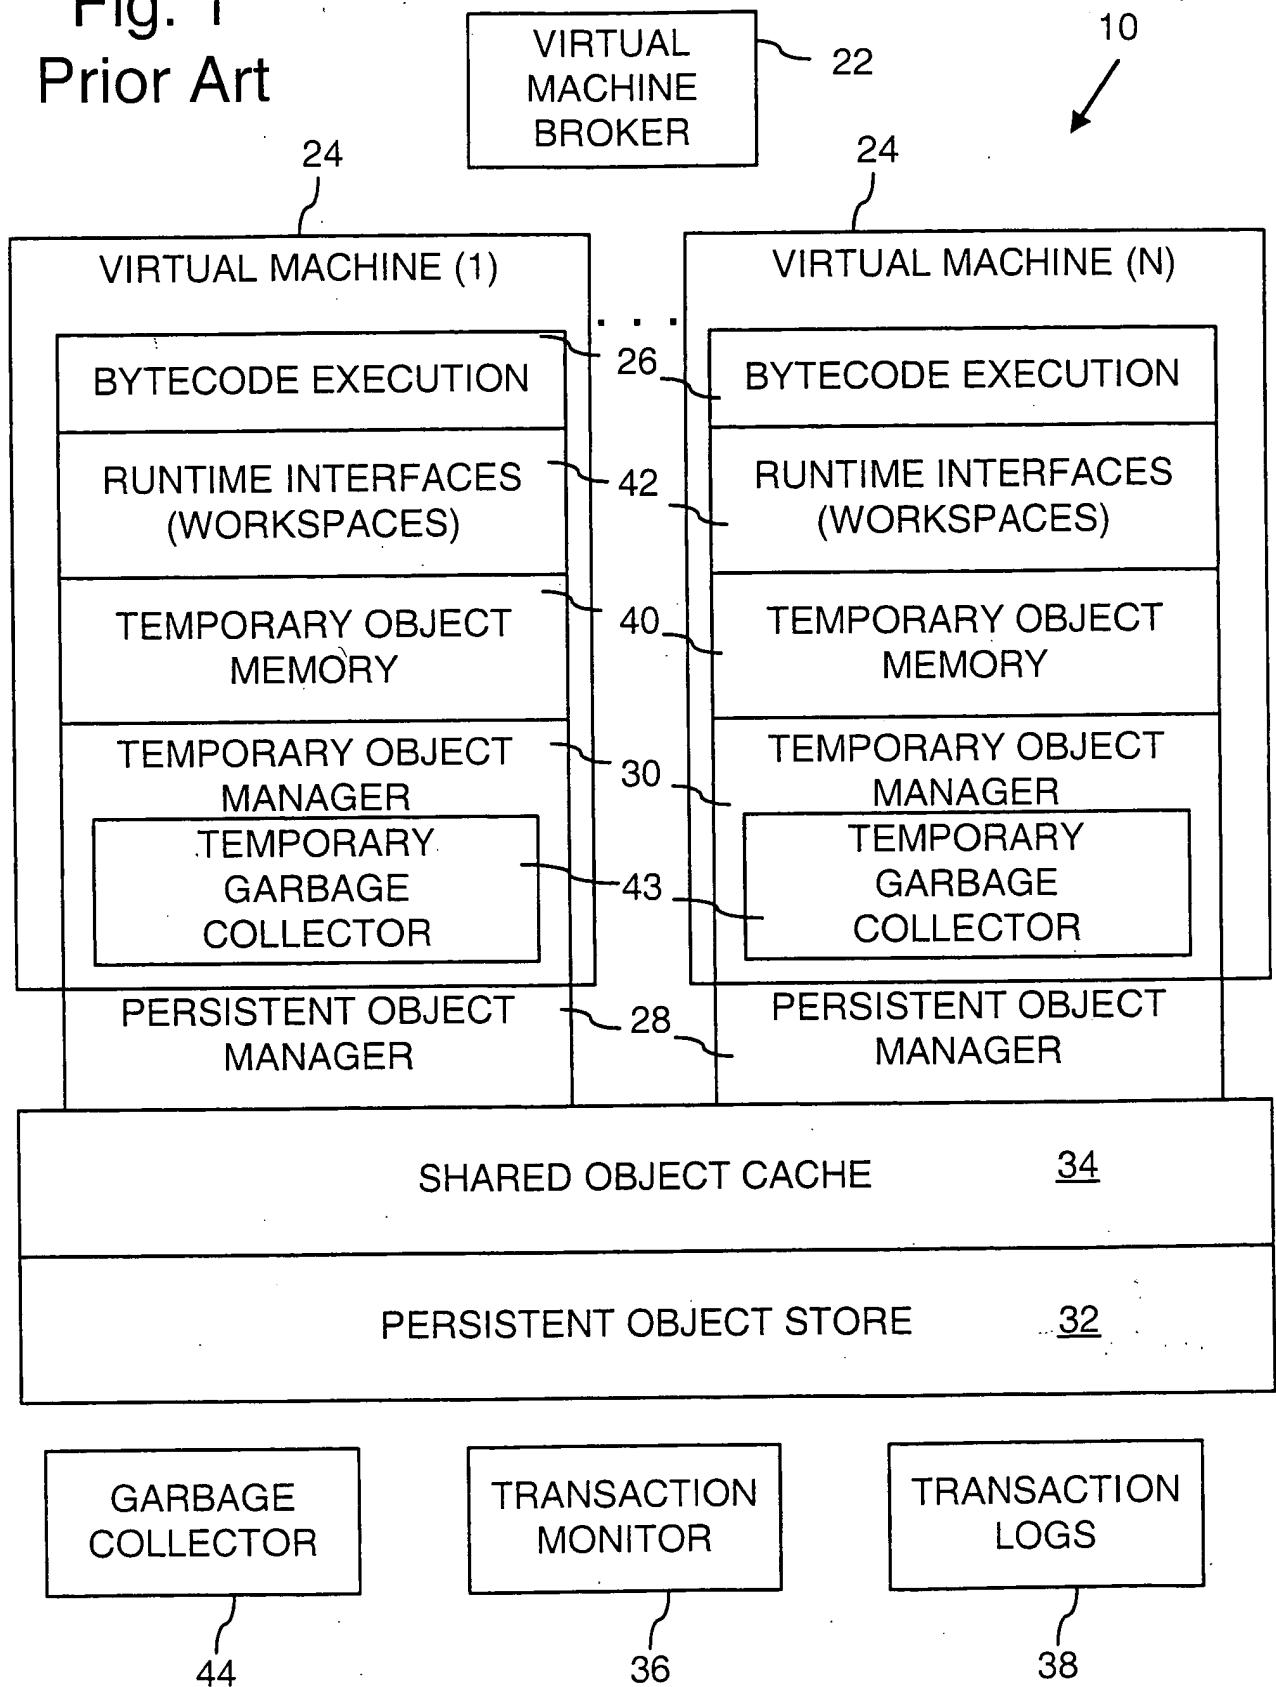 Fig. 1
Prior Art
VIRTUAL
MACHINE
BROKER
22
10
24
24
VIRTUAL MACHINE (1)
VIRTUAL MACHINE (N)
. . .
BYTECODE EXECUTION
26
BYTECODE EXECUTION
RUNTIME INTERFACES
(WORKSPACES)
42
RUNTIME INTERFACES
(WORKSPACES)
TEMPORARY OBJECT
MEMORY
40
TEMPORARY OBJECT
MEMORY
TEMPORARY OBJECT
MANAGER
30
TEMPORARY OBJECT
MANAGER
TEMPORARY
GARBAGE
COLLECTOR
43
TEMPORARY
GARBAGE
COLLECTOR
PERSISTENT OBJECT
MANAGER
28
PERSISTENT OBJECT
MANAGER
SHARED OBJECT CACHE
34
PERSISTENT OBJECT STORE
32
GARBAGE
COLLECTOR
TRANSACTION
MONITOR
TRANSACTION
LOGS
44
36
38